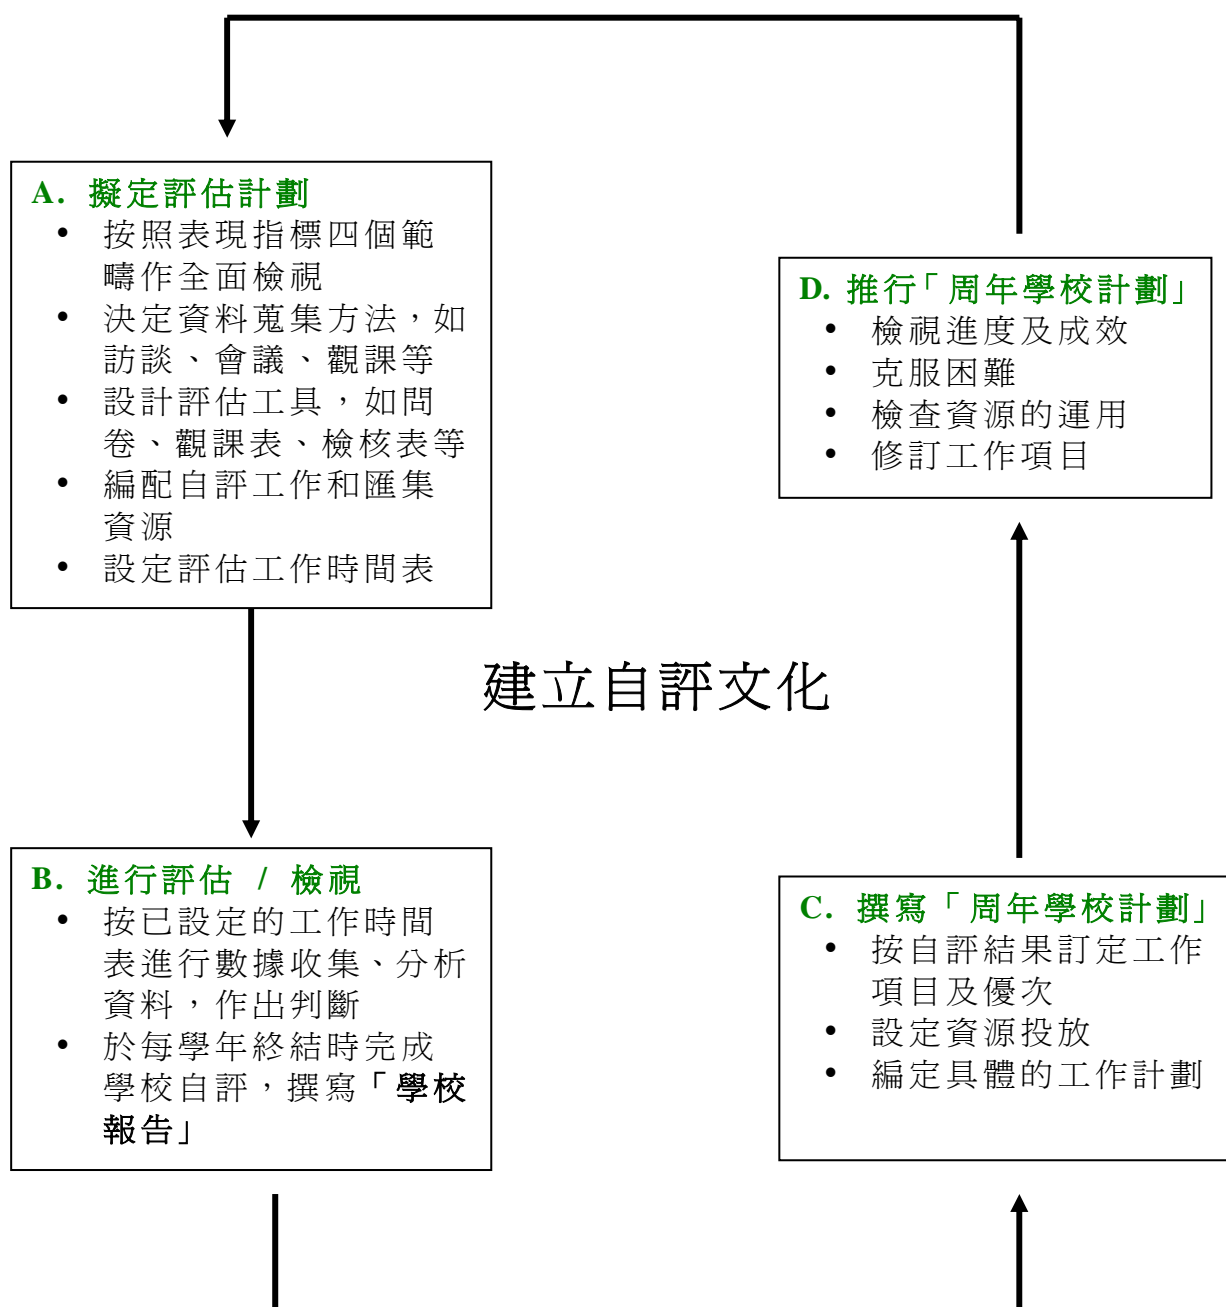 A. 擬定評估計劃
• 按照表現指標四個範
疇作全面檢視
• 決定資料蒐集方法，如
訪談、會議、觀課等
• 設計評估工具，如問
卷、觀課表、檢核表等
• 編配自評工作和匯集
資源
• 設定評估工作時間表
D. 推行「周年學校計劃」
• 檢視進度及成效
• 克服困難
• 檢查資源的運用
• 修訂工作項目
建立自評文化
B. 進行評估 / 檢視
• 按已設定的工作時間
表進行數據收集、分析
資料，作出判斷
• 於每學年終結時完成
學校自評，撰寫「學校
報告」
C. 撰寫「周年學校計劃」
• 按自評結果訂定工作
項目及優次
• 設定資源投放
• 編定具體的工作計劃